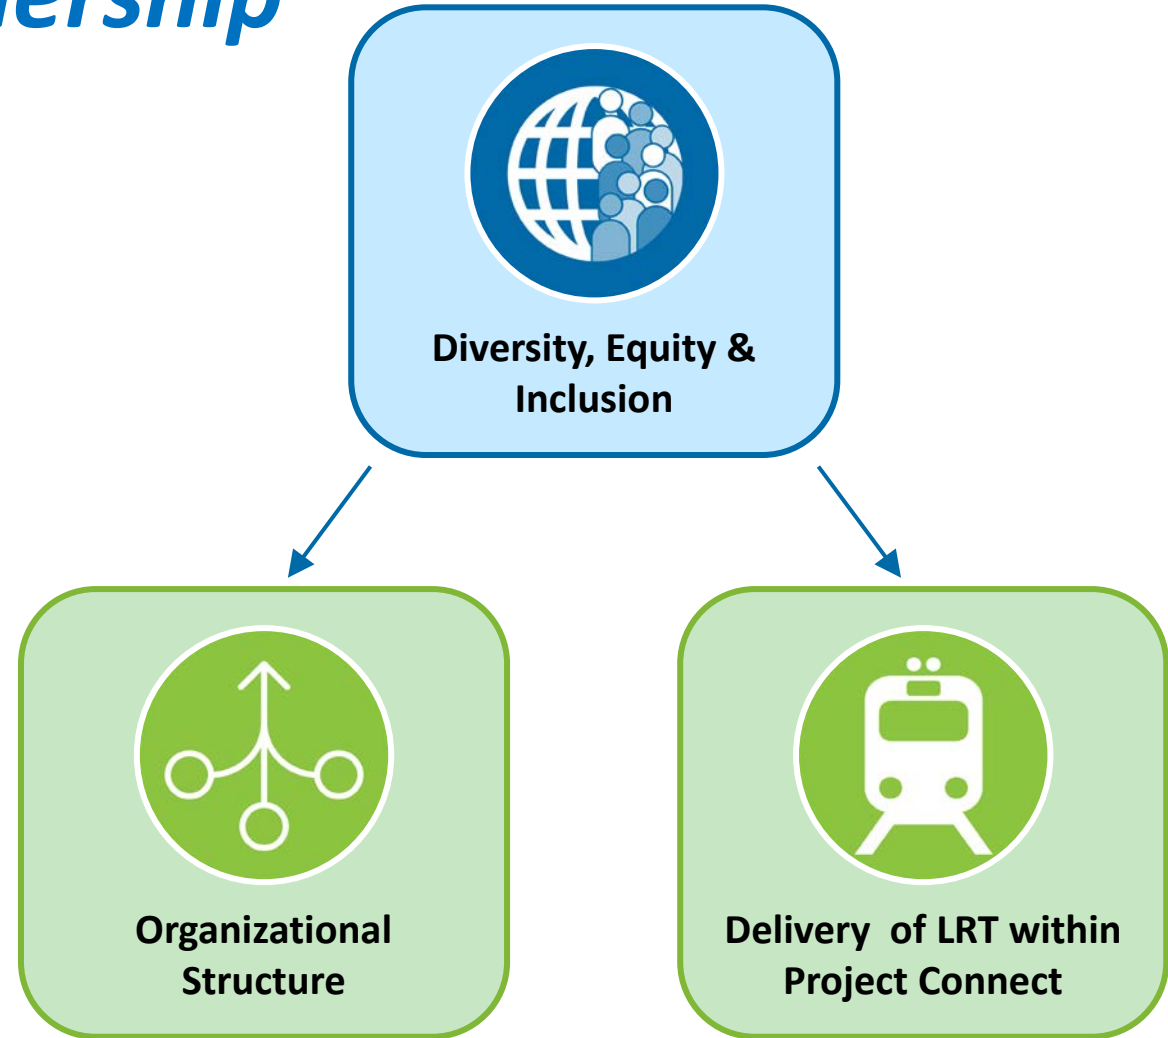 Diversity, Equity &
Inclusion
Organizational
Structure
Delivery of LRT within
Project Connect